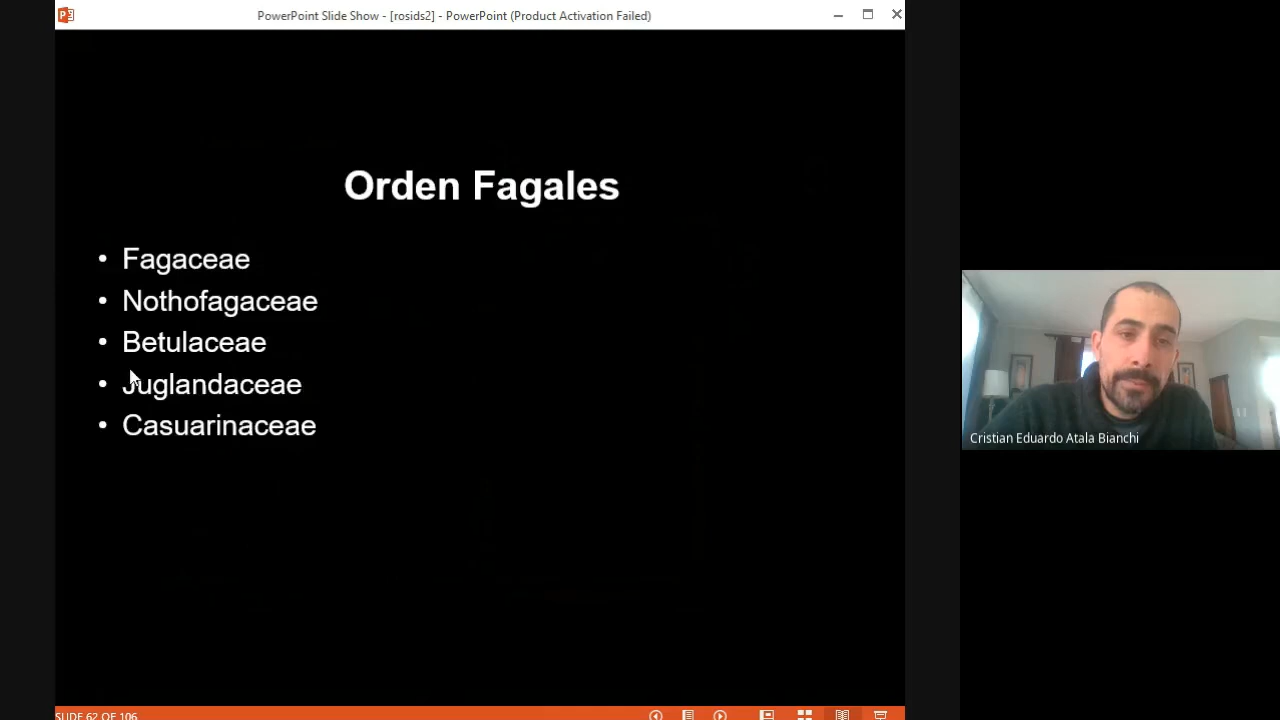 PowerPoint Slide Show - [rosids2] - PowerPoint (Product Activation Failed)
Orden Fagales
• Fagaceae
• Nothofagaceae
• Betulaceae
• Juglandaceae
• Casuarinaceae
Cristian Eduardo Atala Bianchi
SLIDE 62 OF 106